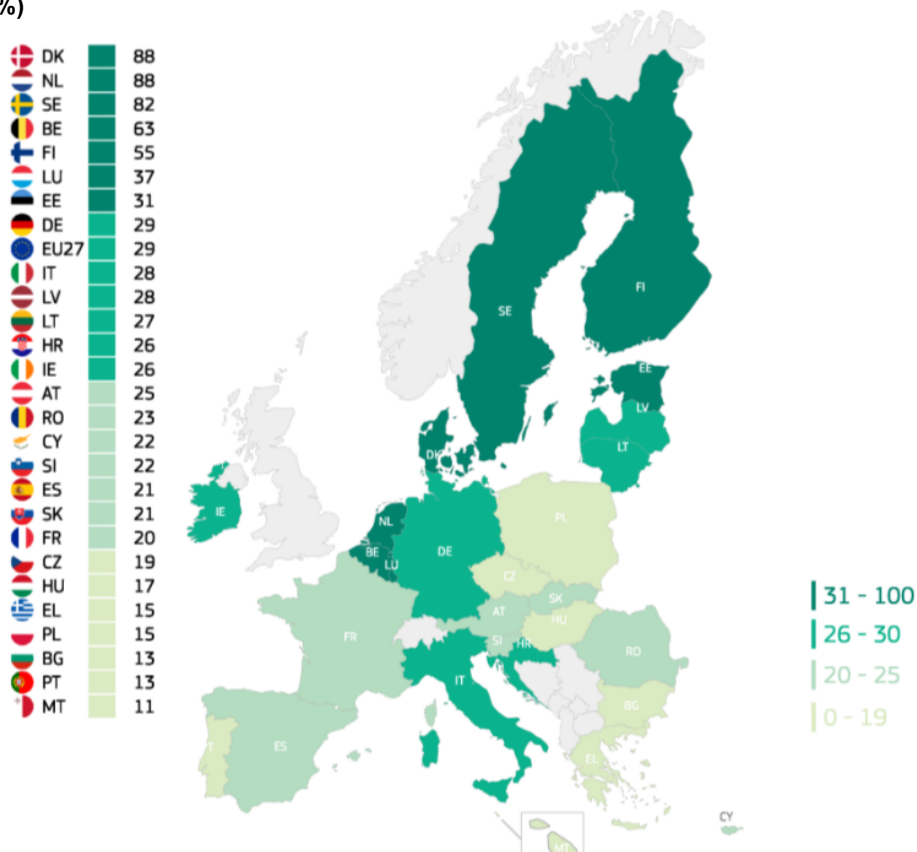 %)
DK 88
NL 88
SE 82
BE 63
FI 55
LU 37
EE 31
DE 29
EU27 29
IT 28
LV 28
LT 27
HR 26
IE 26
AT 25
RO 23
CY 22
SI 22
ES 21
SK 21
FR 20
CZ 19
HU 17
EL 15
PL 15
BG 13
PT 13
MT 11
FI
SE
EE
LV
LT
DK
IE
NL
PL
BE
DE
LU
CZ
SK
AT
HU
FR
SI
HR
RO
IT
BG
T
ES
EL
CY
MT
31 - 100
26 - 30
20 - 25
0 - 19